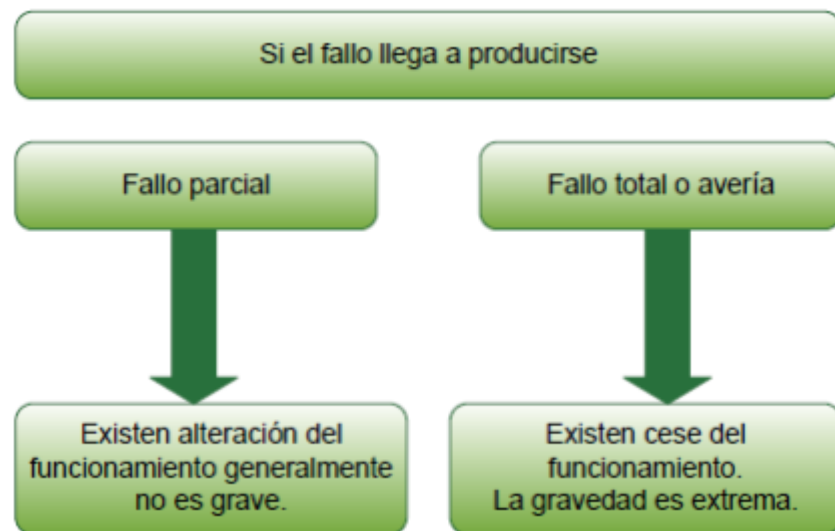 Si el fallo llega a producirse
Fallo parcial
Fallo total o avería
Existen alteración del
funcionamiento generalmente
no es grave.
Existen cese del
funcionamiento.
La gravedad es extrema.